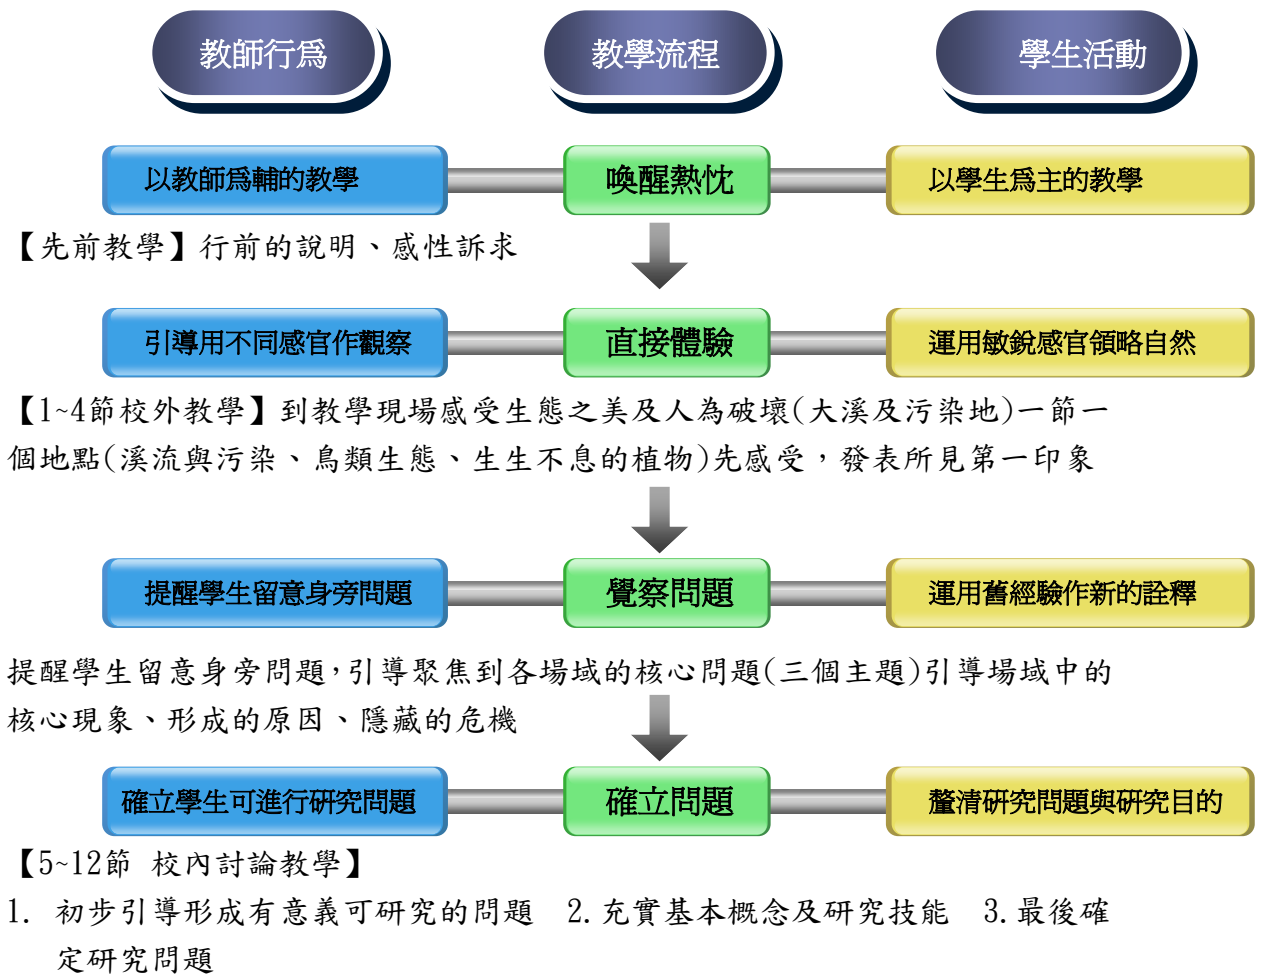 教師行為 教學流程 學生活動
以教師為輔的教學 喚醒熱忱 以學生為主的教學
【先前教學】行前的說明、感性訴求
引導用不同感官作觀察 直接體驗 運用敏銳感官領略自然
【1~4節校外教學】到教學現場感受生態之美及人為破壞(大溪及污染地)一節一
個地點(溪流與污染、鳥類生態、生生不息的植物)先感受，發表所見第一印象
提醒學生留意身旁問題 覺察問題 運用舊經驗作新的詮釋
提醒學生留意身旁問題，引導聚焦到各場域的核心問題(三個主題)引導場域中的
核心現象、形成的原因、隱藏的危機
確立學生可進行研究問題 確立問題 釐清研究問題與研究目的
【5~12節 校內討論教學】
1. 初步引導形成有意義可研究的問題 2.充實基本概念及研究技能 3.最後確
定研究問題